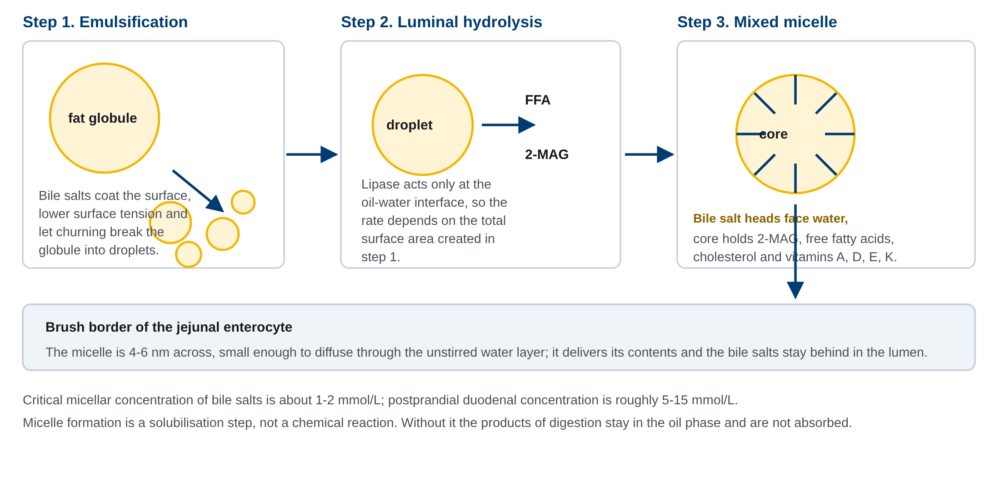 Step 1. Emulsification
fat globule
Bile salts coat the surface,
lower surface tension and
let churning break the
globule into droplets.
Step 2. Luminal hydrolysis
droplet
FFA
2-MAG
Lipase acts only at the
oil-water interface, so the
rate depends on the total
surface area created in
step 1.
Step 3. Mixed micelle
core
Bile salt heads face water,
core holds 2-MAG, free fatty acids,
cholesterol and vitamins A, D, E, K.
Brush border of the jejunal enterocyte
The micelle is 4-6 nm across, small enough to diffuse through the unstirred water layer; it delivers its contents and the bile salts stay behind in the lumen.
Critical micellar concentration of bile salts is about 1-2 mmol/L; postprandial duodenal concentration is roughly 5-15 mmol/L.
Micelle formation is a solubilisation step, not a chemical reaction. Without it the products of digestion stay in the oil phase and are not absorbed.